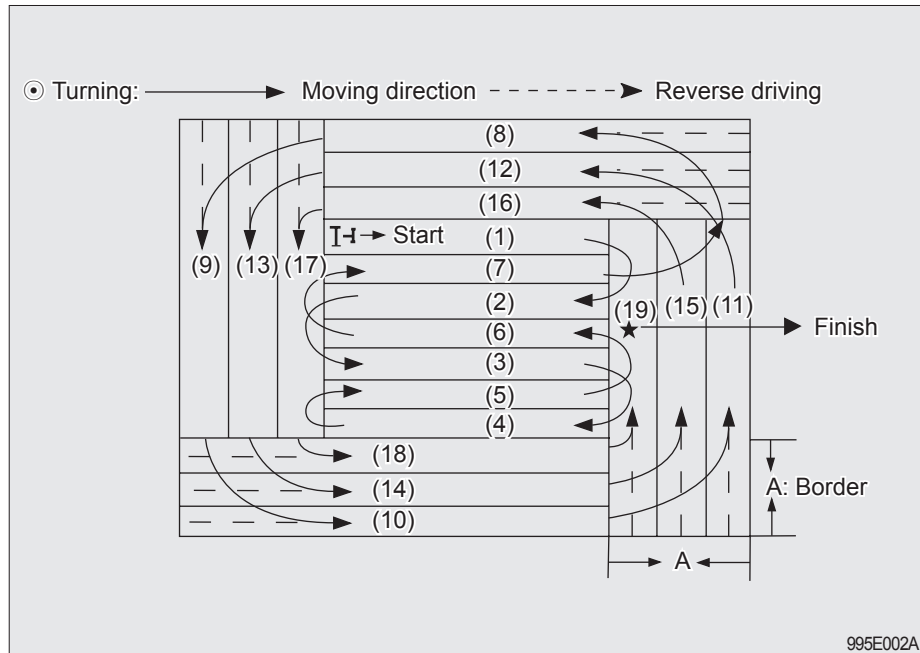 ⊙ Turning: Moving direction Reverse driving
(8)
(12)
(16)
Start (1)
(9) (13) (17) (7)
(2) (19) (15) (11)
(6) Finish
(3)
(5)
(4)
(18)
(14) A: Border
(10)
A
995E002A